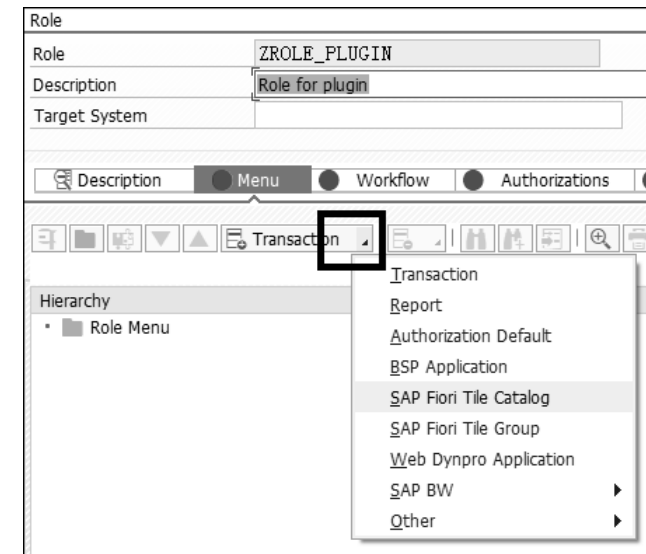 Role
Role ZROLE_PLUGIN
Description Role for plugin
Target System
Description Menu Workflow Authorizations
Transaction
Transaction
Hierarchy Report
Role Menu Authorization Default
BSP Application
SAP Fiori Tile Catalog
SAP Fiori Tile Group
Web Dynpro Application
SAP BW
Other